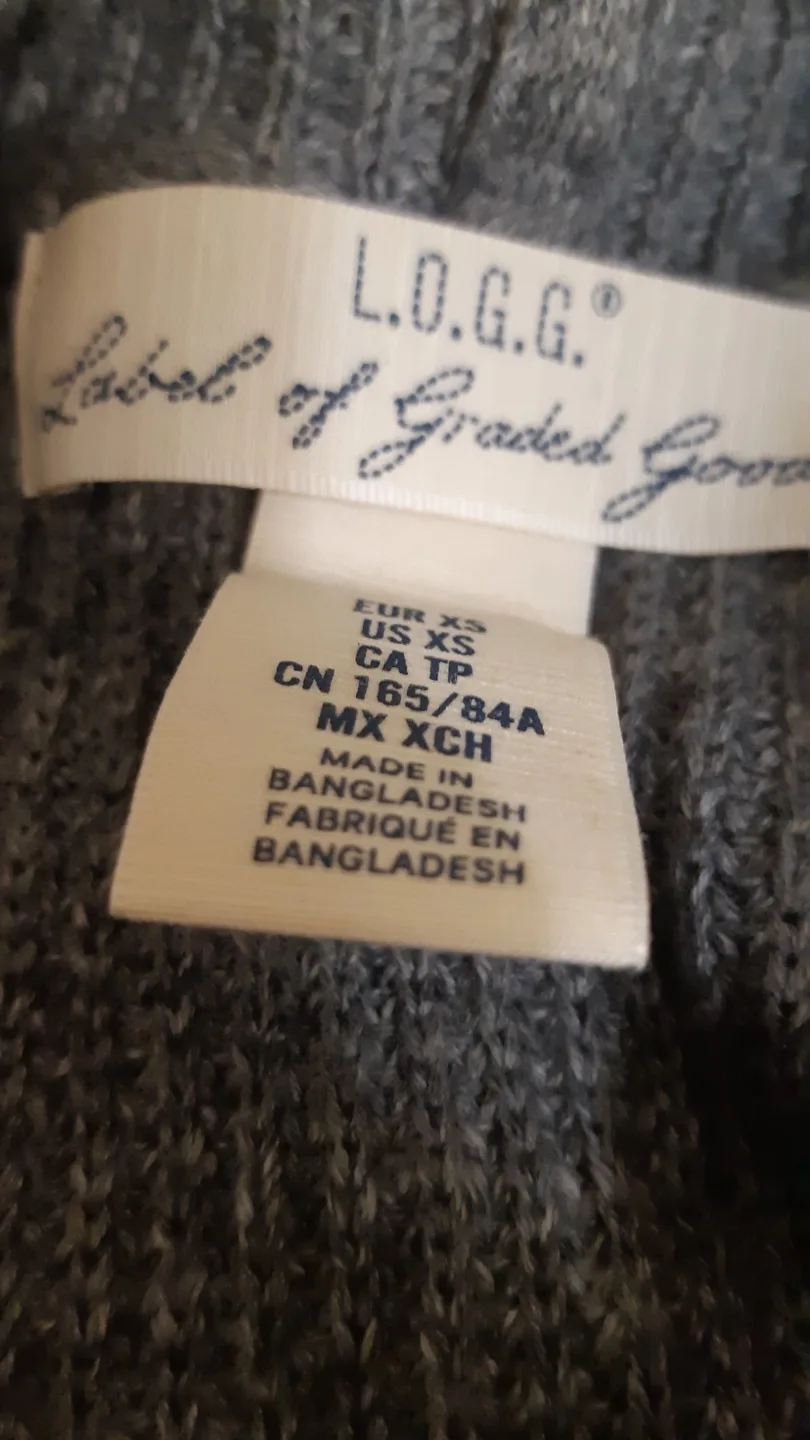 L.O.G.G.®
Label of Graded Good
EUR XS
US XS
CA TP
CN 165/84A
MX XCH
MADE IN
BANGLADESH
FABRIQUÉ EN
BANGLADESH